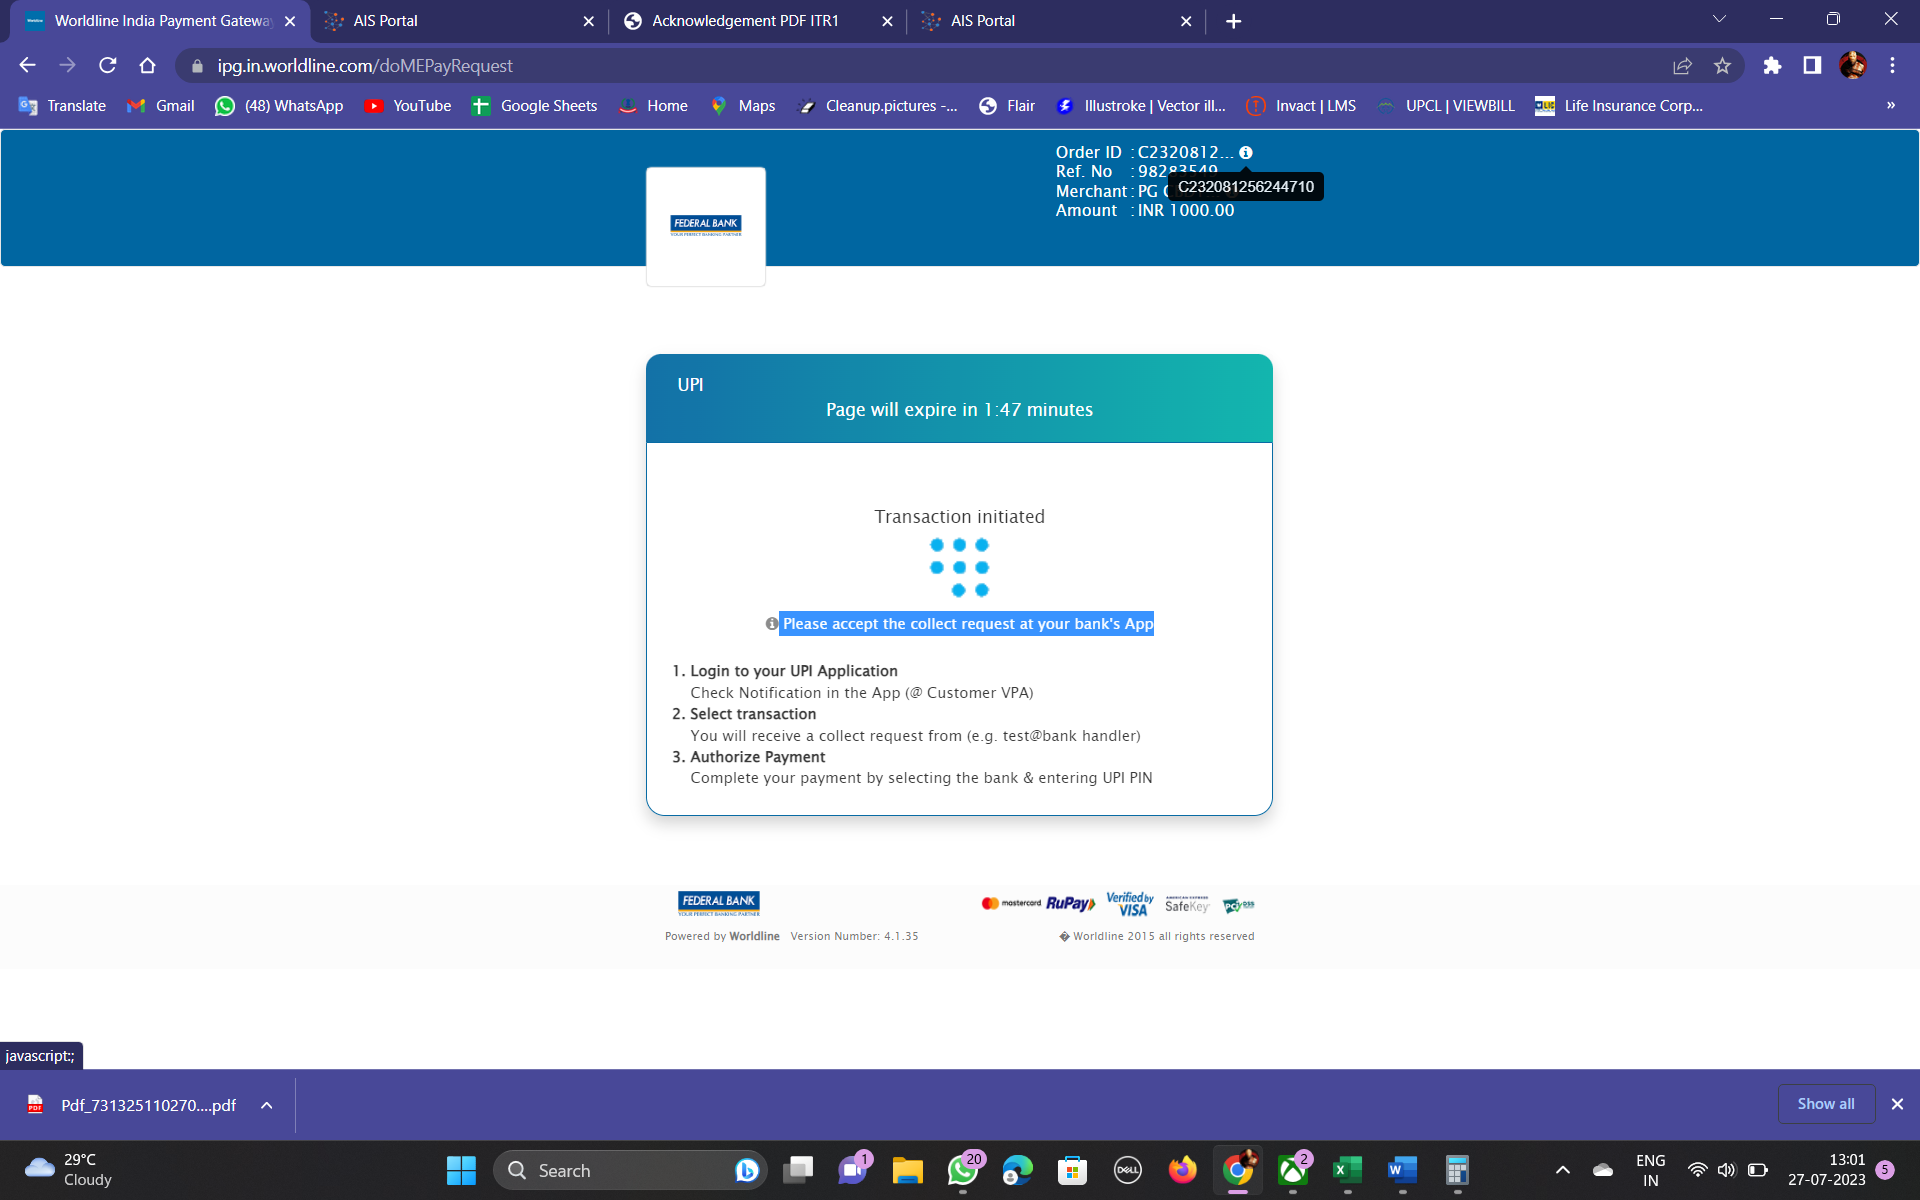 Worldline India Payment Gateway
AIS Portal
Acknowledgement PDF ITR1
AIS Portal
ipg.in.worldline.com/doMEPayRequest
Translate
Gmail
(48) WhatsApp
YouTube
Google Sheets
Home
Maps
Cleanup.pictures -...
Flair
Illustroke | Vector ill...
Invact | LMS
UPCL | VIEWBILL
LIC
Life Insurance Corp...
»
Order ID : C2320812...
Ref. No : 98283549
C232081256244710
Merchant : PG
Amount : INR 1000.00
FEDERAL BANK
YOUR PERFECT BANKING PARTNER
UPI
Page will expire in 1:47 minutes
Transaction initiated
Please accept the collect request at your bank's App
1. Login to your UPI Application
Check Notification in the App (@ Customer VPA)
2. Select transaction
You will receive a collect request from (e.g. test@bank handler)
3. Authorize Payment
Complete your payment by selecting the bank & entering UPI PIN
FEDERAL BANK
YOUR PERFECT BANKING PARTNER
mastercard RuPay Verified by VISA AMERICAN EXPRESS SafeKey PCI DSS
Powered by Worldline Version Number: 4.1.35
� Worldline 2015 all rights reserved
javascript:;
PDF
Pdf_731325110270....pdf
Show all
29°C
Cloudy
Search
1
20
DELL
2
ENG
IN
13:01
27-07-2023
5